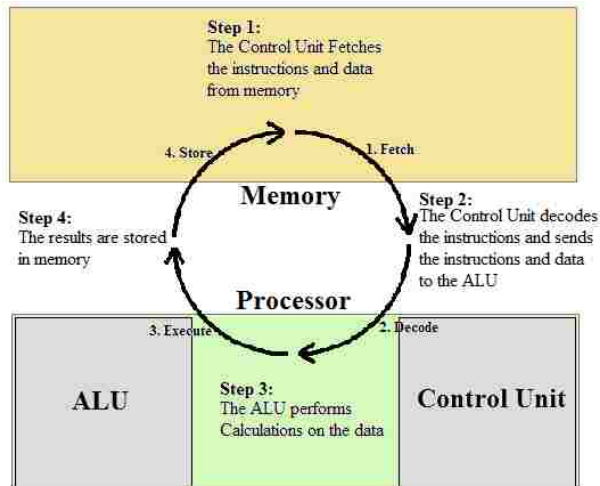 Step 1:
The Control Unit Fetches
the instructions and data
from memory
4. Store
1. Fetch
Memory
Step 2:
The Control Unit decodes
the instructions and sends
the instructions and data
to the ALU
Step 4:
The results are stored
in memory
Processor
3. Execute
2. Decode
ALU
Step 3:
The ALU performs
Calculations on the data
Control Unit